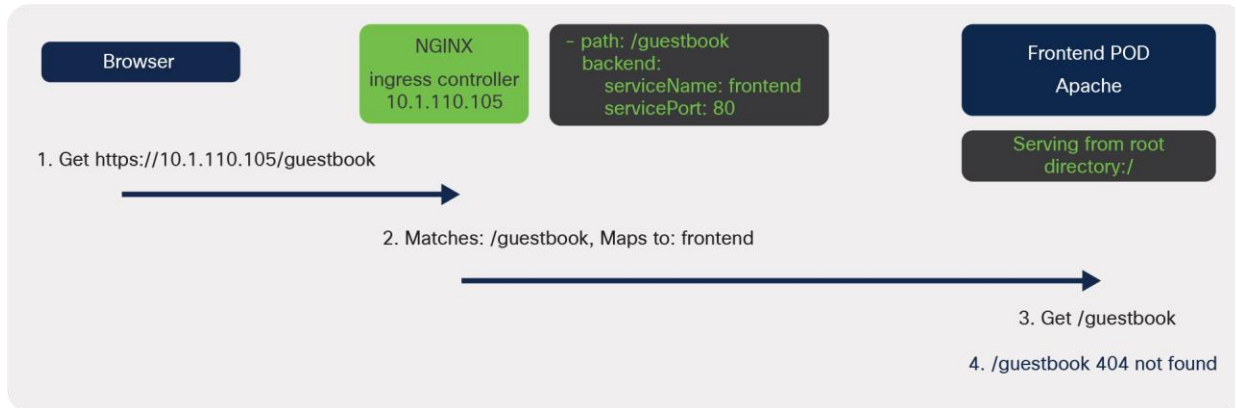 Browser
NGINX
ingress controller
10.1.110.105
- path: /guestbook
backend:
serviceName: frontend
servicePort: 80
Frontend POD
Apache
Serving from root
directory:/
1. Get https://10.1.110.105/guestbook
2. Matches: /guestbook, Maps to: frontend
3. Get /guestbook
4. /guestbook 404 not found